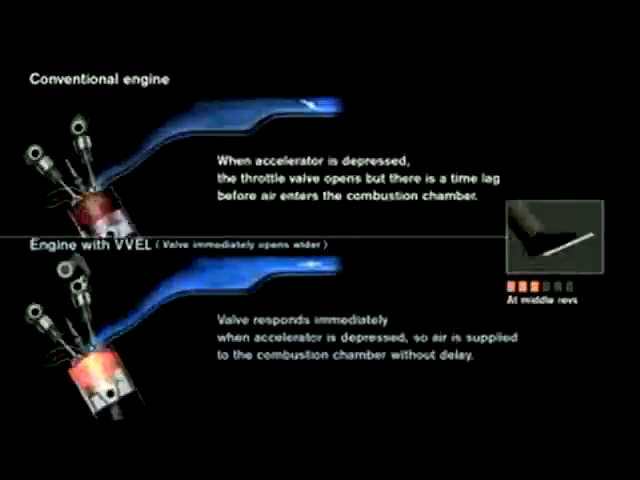 Conventional engine
When accelerator is depressed,
the throttle valve opens but there is a time lag
before air enters the combustion chamber.
Engine with VVEL ( Valve immediately opens wider )
At middle revs
Valve responds immediately
when accelerator is depressed, so air is supplied
to the combustion chamber without delay.